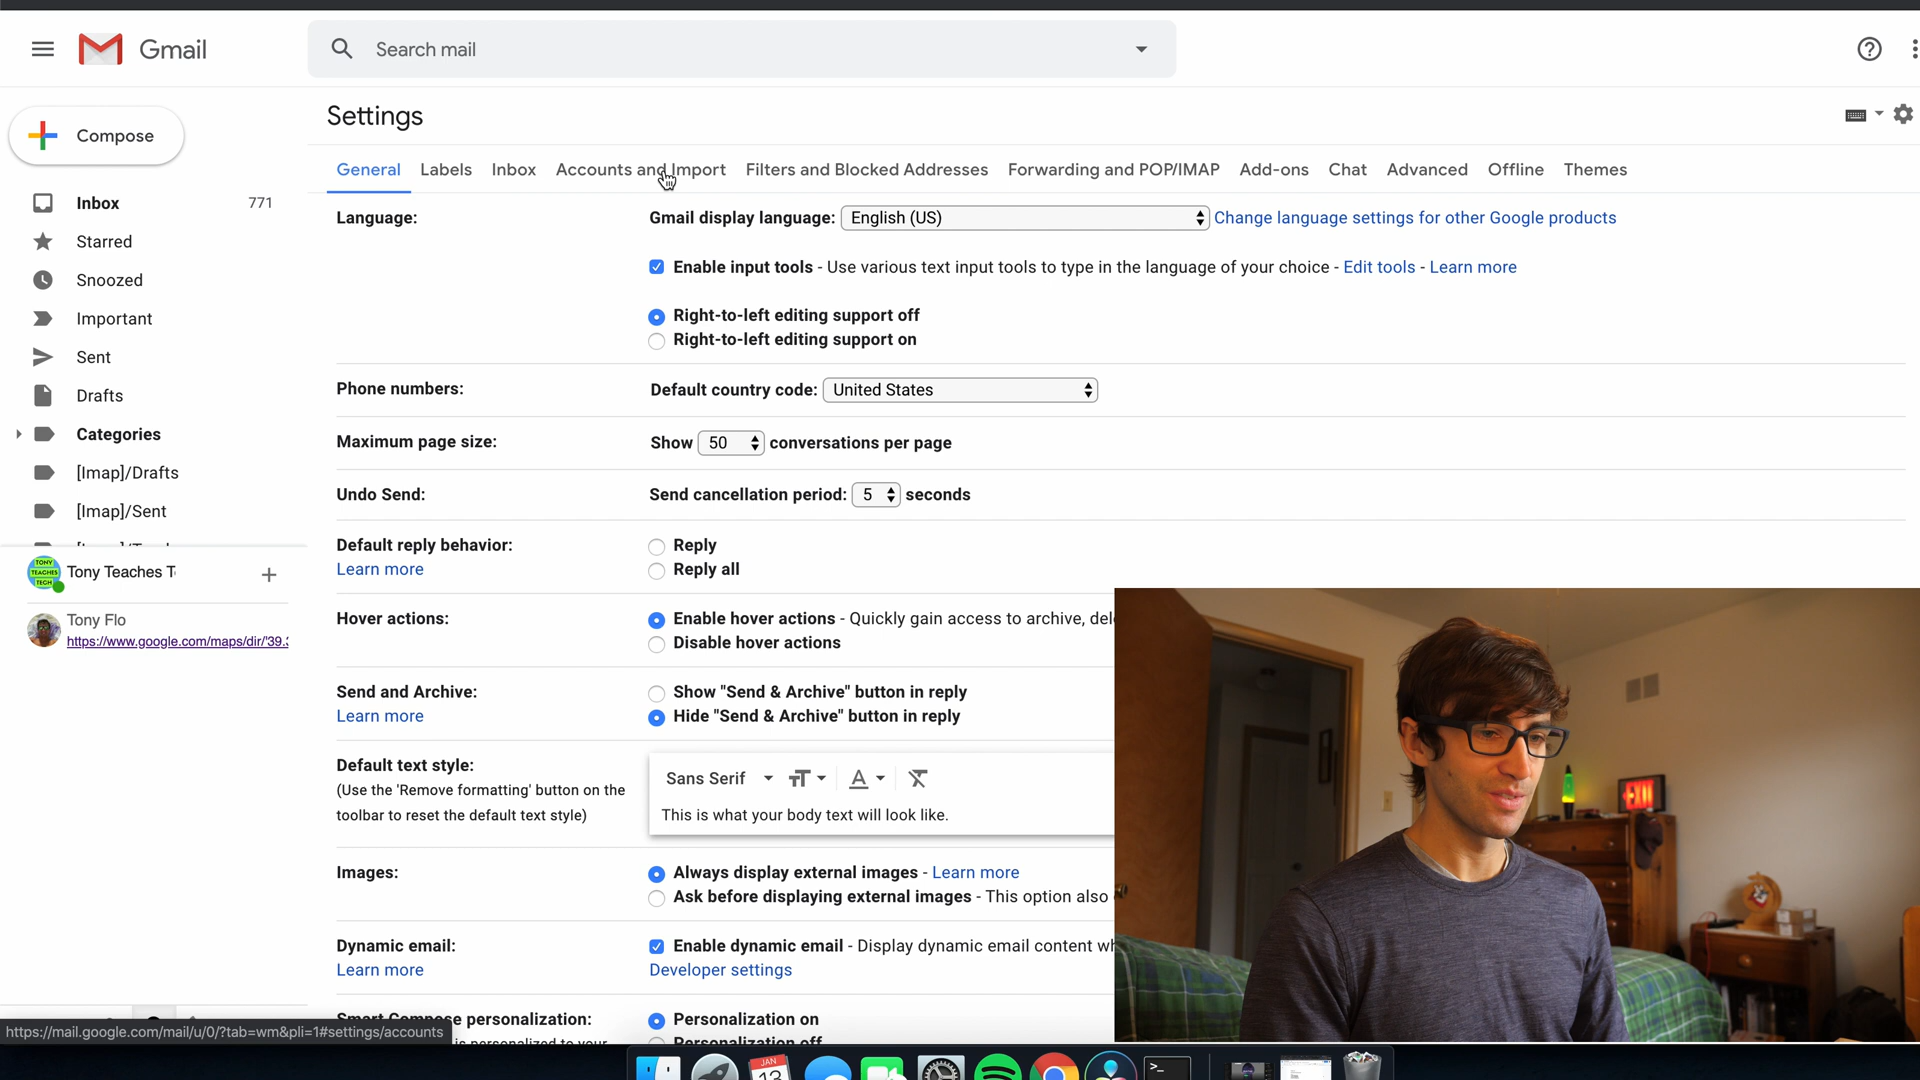 Gmail
Search mail
Compose
Settings
General Labels Inbox Accounts and Import Filters and Blocked Addresses Forwarding and POP/IMAP Add-ons Chat Advanced Offline Themes
Inbox 771
Starred
Snoozed
Important
Sent
Drafts
Categories
[Imap]/Drafts
[Imap]/Sent
Tony Teaches T
TONY
TEACHES
TECH
Tony Flo
https://www.google.com/maps/dir/'39.
Language:
Gmail display language: English (US) Change language settings for other Google products
Enable input tools - Use various text input tools to type in the language of your choice - Edit tools - Learn more
Right-to-left editing support off
Right-to-left editing support on
Phone numbers:
Default country code: United States
Maximum page size:
Show 50 conversations per page
Undo Send:
Send cancellation period: 5 seconds
Default reply behavior:
Learn more
Reply
Reply all
Hover actions:
Enable hover actions - Quickly gain access to archive, del
Disable hover actions
Send and Archive:
Learn more
Show "Send & Archive" button in reply
Hide "Send & Archive" button in reply
Default text style:
(Use the 'Remove formatting' button on the
toolbar to reset the default text style)
Sans Serif
This is what your body text will look like.
Images:
Always display external images - Learn more
Ask before displaying external images - This option also
Dynamic email:
Learn more
Enable dynamic email - Display dynamic email content wh
Developer settings
Smart Compose personalization:
Personalization on
Personalization off
is personalized to your
https://mail.google.com/mail/u/0/?tab=wm&pli=1#settings/accounts
JAN
13
EXIT